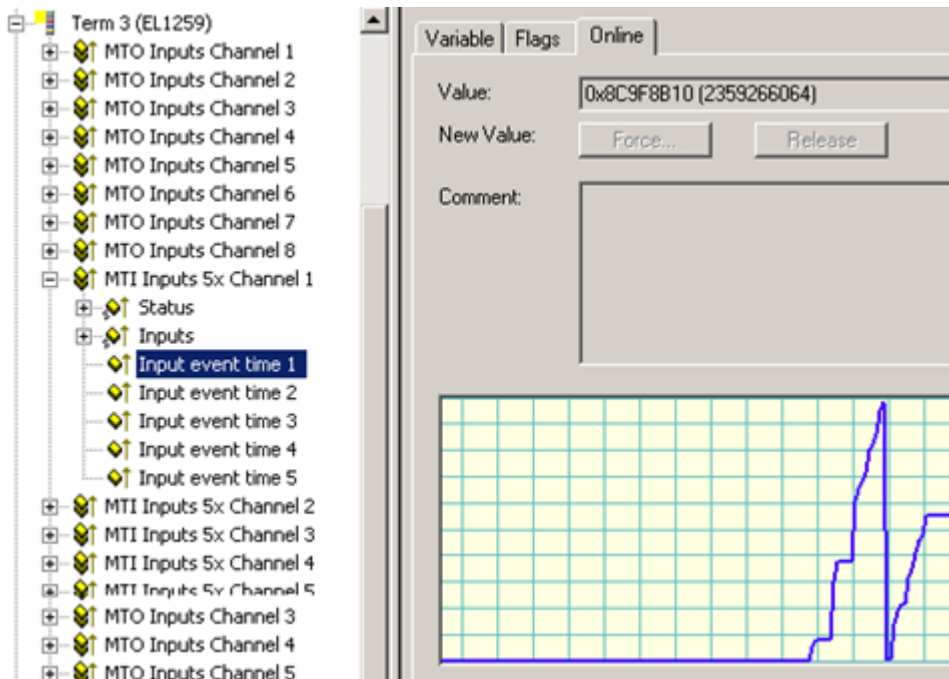 Term 3 (EL1259)
MTO Inputs Channel 1
MTO Inputs Channel 2
MTO Inputs Channel 3
MTO Inputs Channel 4
MTO Inputs Channel 5
MTO Inputs Channel 6
MTO Inputs Channel 7
MTO Inputs Channel 8
MTI Inputs 5x Channel 1
Status
Inputs
Input event time 1
Input event time 2
Input event time 3
Input event time 4
Input event time 5
MTI Inputs 5x Channel 2
MTI Inputs 5x Channel 3
MTI Inputs 5x Channel 4
MTI Inputs 5x Channel 5
MTO Inputs Channel 3
MTO Inputs Channel 4
MTO Inputs Channel 5
Variable Flags Online
Value: 0x8C9F8B10 (2359266064)
New Value: Force... Release
Comment: